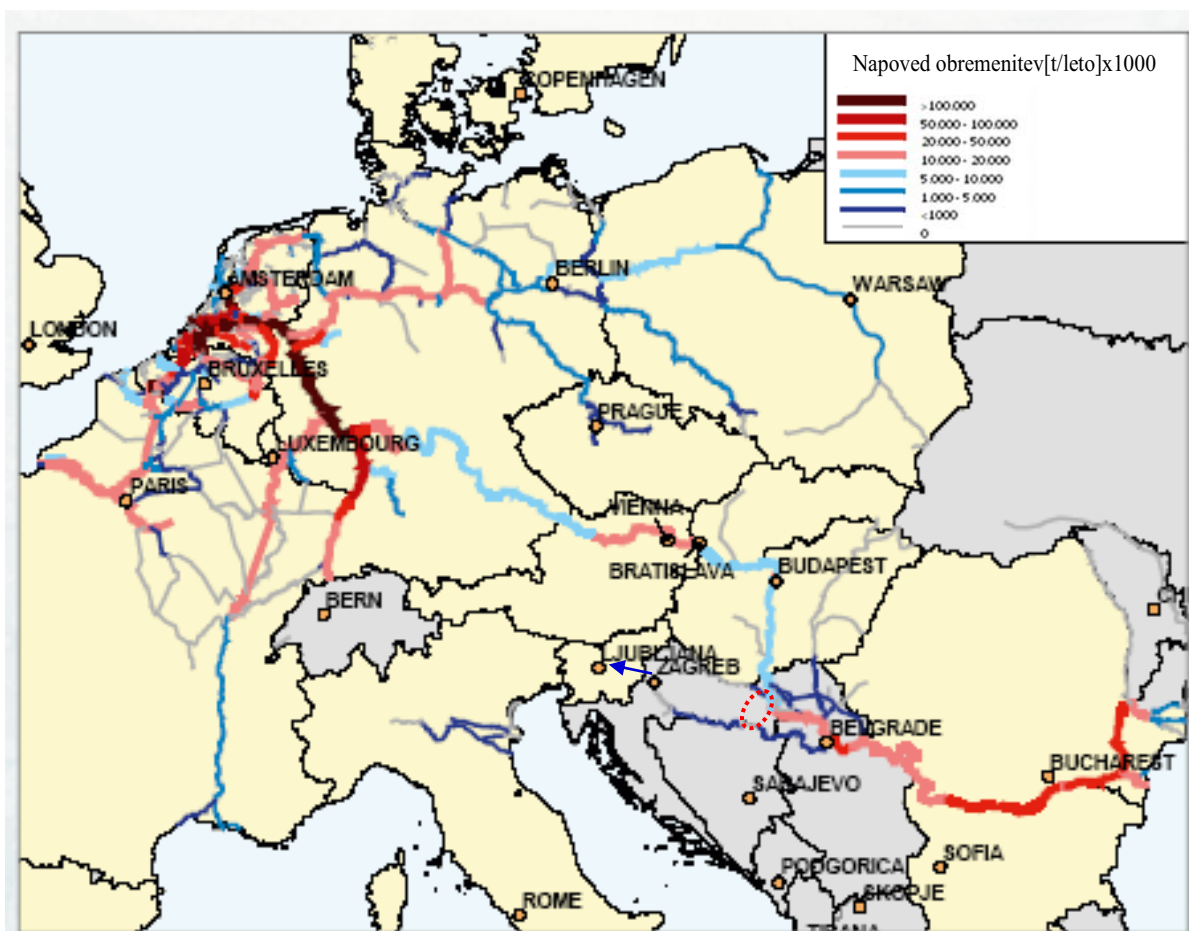 Napoved obremenitev[t/leto]x1000
>100.000
50.000 - 100.000
20.000 - 50.000
10.000 - 20.000
5.000 - 10.000
1.000 - 5.000
<1000
0
COPENHAGEN
AMSTERDAM
BERLIN
WARSAW
LONDON
BRUXELLES
PRAGUE
LUXEMBOURG
PARIS
VIENNA
BRATISLAVA
BUDAPEST
BERN
CH
LJUBLJANA
ZAGREB
BELGRADE
BUCHAREST
SARAJEVO
SOFIA
PODGORICA
SKOPJE
ROME
TIRANA